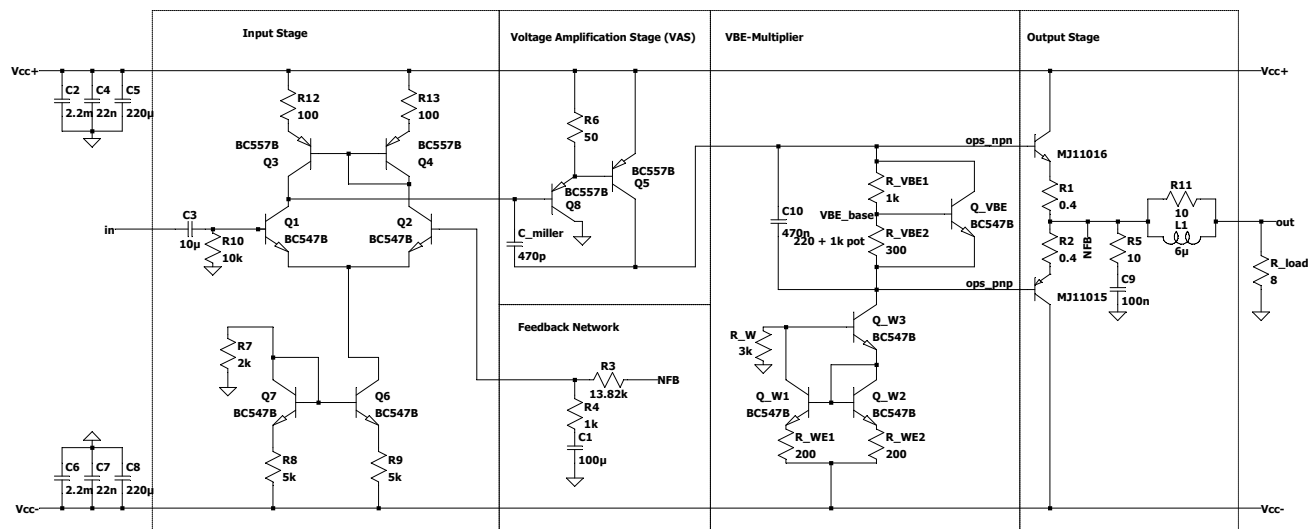 Input Stage
Voltage Amplification Stage (VAS)
VBE-Multiplier
Output Stage
Vcc+
Vcc+
C2
2.2m
C4
22n
C5
220µ
R12
100
R13
100
BC557B
Q3
BC557B
Q4
R6
50
BC557B
Q5
BC557B
Q8
ops_npn
MJ11016
R_VBE1
1k
VBE_base
Q_VBE
BC547B
C10
470n
220 + 1k pot
R_VBE2
300
R1
0.4
R11
10
L1
6µ
in
C3
10µ
R10
10k
Q1
BC547B
Q2
BC547B
C_miller
470p
R2
0.4
NFB
R5
10
C9
100n
out
R_load
8
ops_pnp
MJ11015
Feedback Network
R7
2k
Q7
BC547B
Q6
BC547B
R3
13.82k
NFB
R4
1k
C1
100µ
R_W
3k
Q_W3
BC547B
Q_W1
BC547B
Q_W2
BC547B
R_WE1
200
R_WE2
200
C6
2.2m
C7
22n
C8
220µ
R8
5k
R9
5k
Vcc-
Vcc-